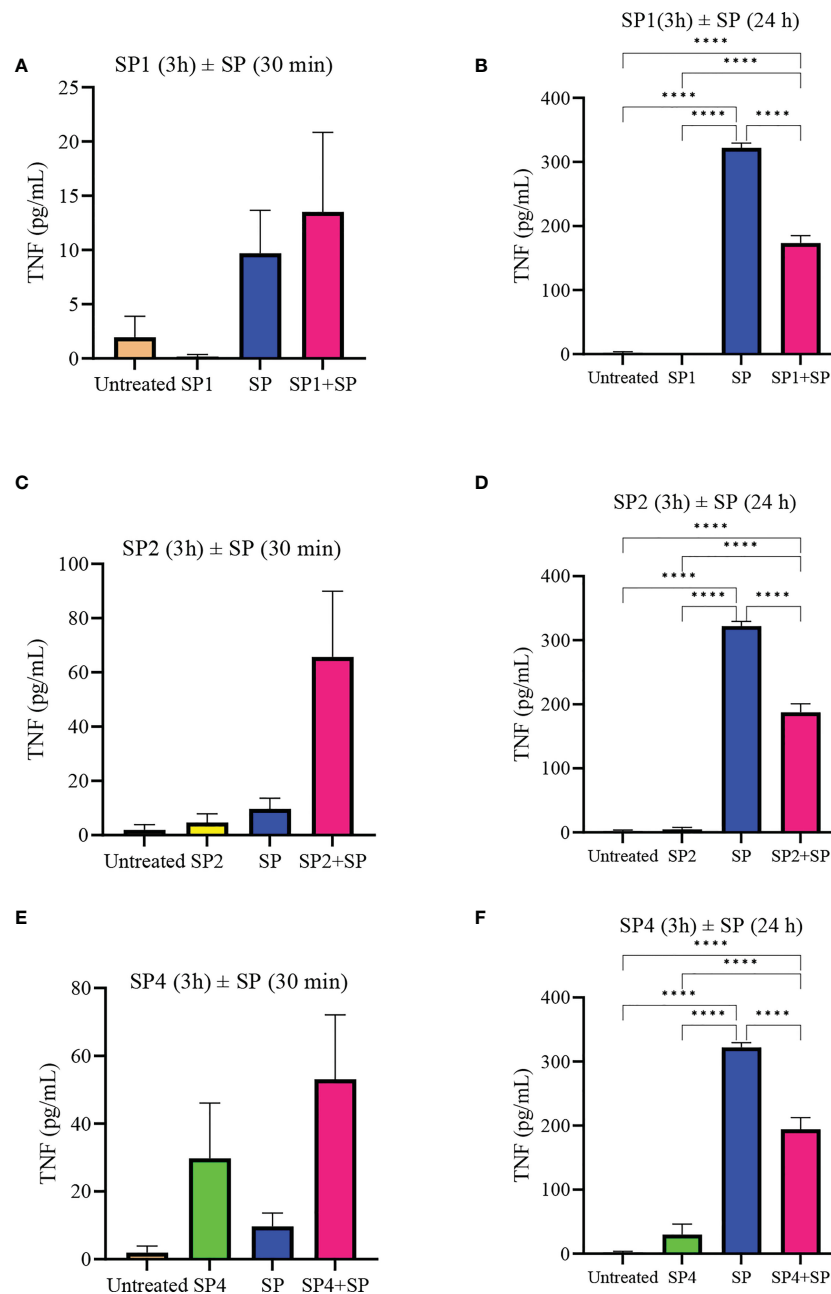 A
SP1 (3h) ± SP (30 min)
25
20
15
10
5
0
TNF (pg/mL)
Untreated SP1 SP SP1+SP
B
SP1(3h) ± SP (24 h)
****
****
****
**** ****
400
300
200
100
0
TNF (pg/mL)
Untreated SP1 SP SP1+SP
C
SP2 (3h) ± SP (30 min)
100
80
60
40
20
0
TNF (pg/mL)
Untreated SP2 SP SP2+SP
D
SP2 (3h) ± SP (24 h)
****
****
****
**** ****
400
300
200
100
0
TNF (pg/mL)
Untreated SP2 SP SP2+SP
E
SP4 (3h) ± SP (30 min)
80
60
40
20
0
TNF (pg/mL)
Untreated SP4 SP SP4+SP
F
SP4 (3h) ± SP (24 h)
****
****
****
**** ****
400
300
200
100
0
TNF (pg/mL)
Untreated SP4 SP SP4+SP